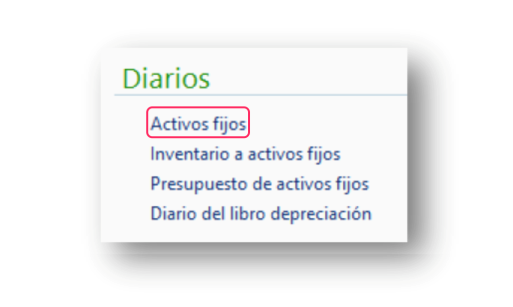 Diarios
Activos fijos
Inventario a activos fijos
Presupuesto de activos fijos
Diario del libro depreciación